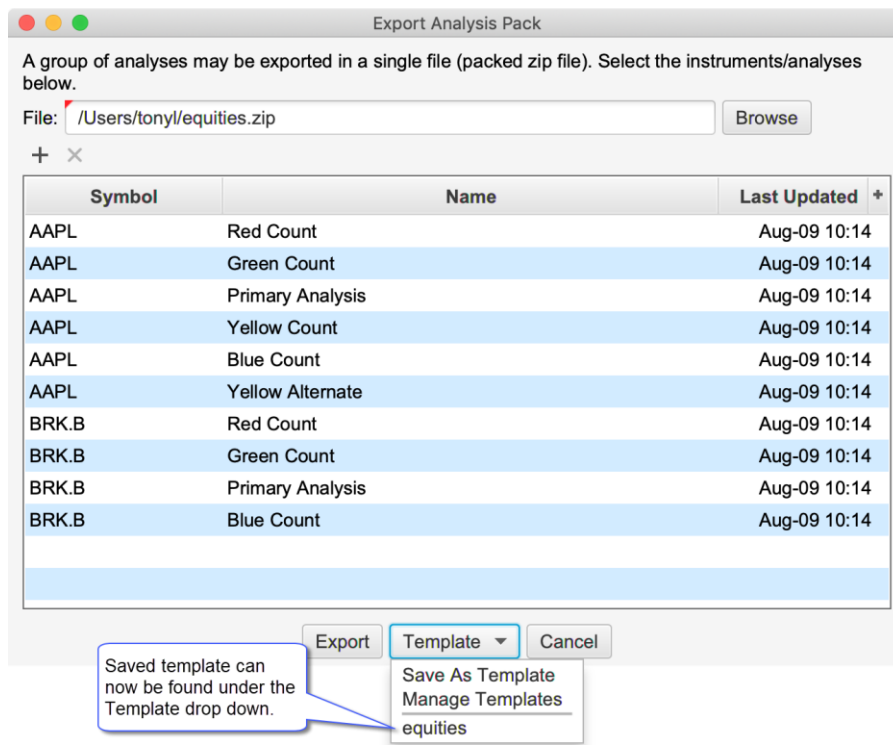 Export Analysis Pack
A group of analyses may be exported in a single file (packed zip file). Select the instruments/analyses
below.
File: /Users/tonyl/equities.zip Browse
+ ×
Symbol Name Last Updated +
AAPL Red Count Aug-09 10:14
AAPL Green Count Aug-09 10:14
AAPL Primary Analysis Aug-09 10:14
AAPL Yellow Count Aug-09 10:14
AAPL Blue Count Aug-09 10:14
AAPL Yellow Alternate Aug-09 10:14
BRK.B Red Count Aug-09 10:14
BRK.B Green Count Aug-09 10:14
BRK.B Primary Analysis Aug-09 10:14
BRK.B Blue Count Aug-09 10:14
Export Template Cancel
Saved template can
now be found under the
Template drop down.
Save As Template
Manage Templates
equities